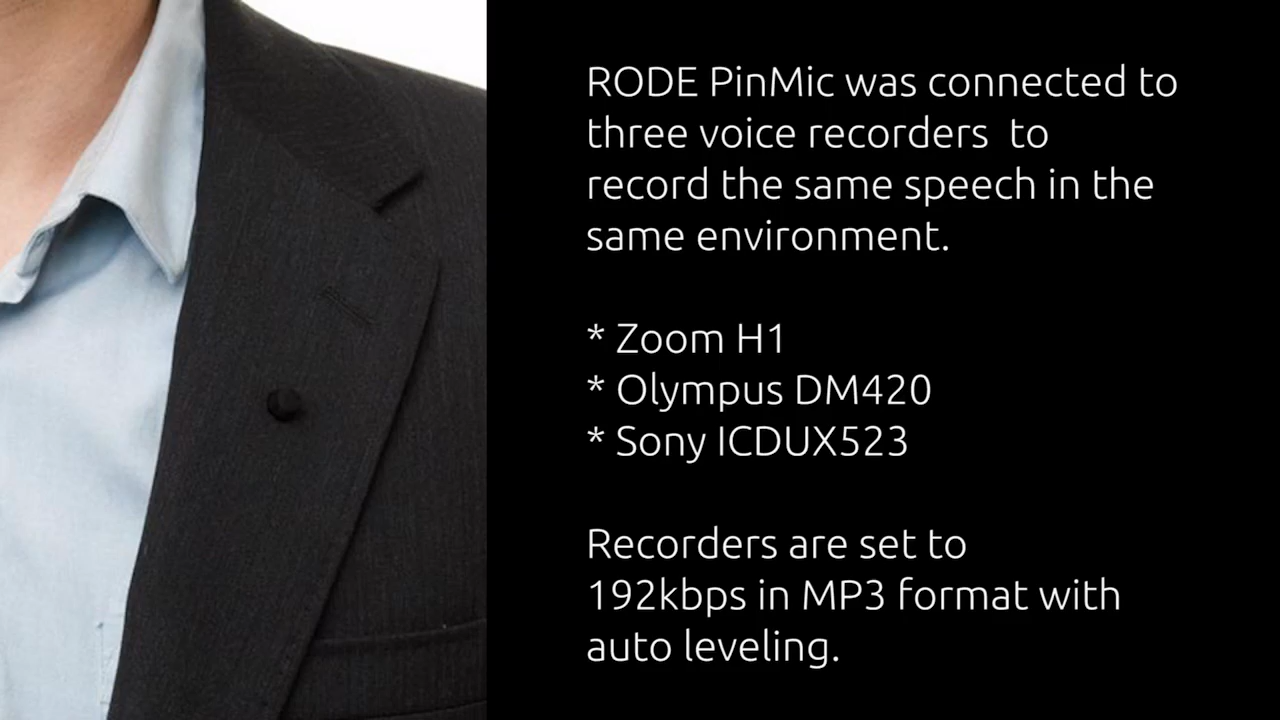 RODE PinMic was connected to
three voice recorders  to
record the same speech in the
same environment.
* Zoom H1
* Olympus DM420
* Sony ICDUX523
Recorders are set to
192kbps in MP3 format with
auto leveling.